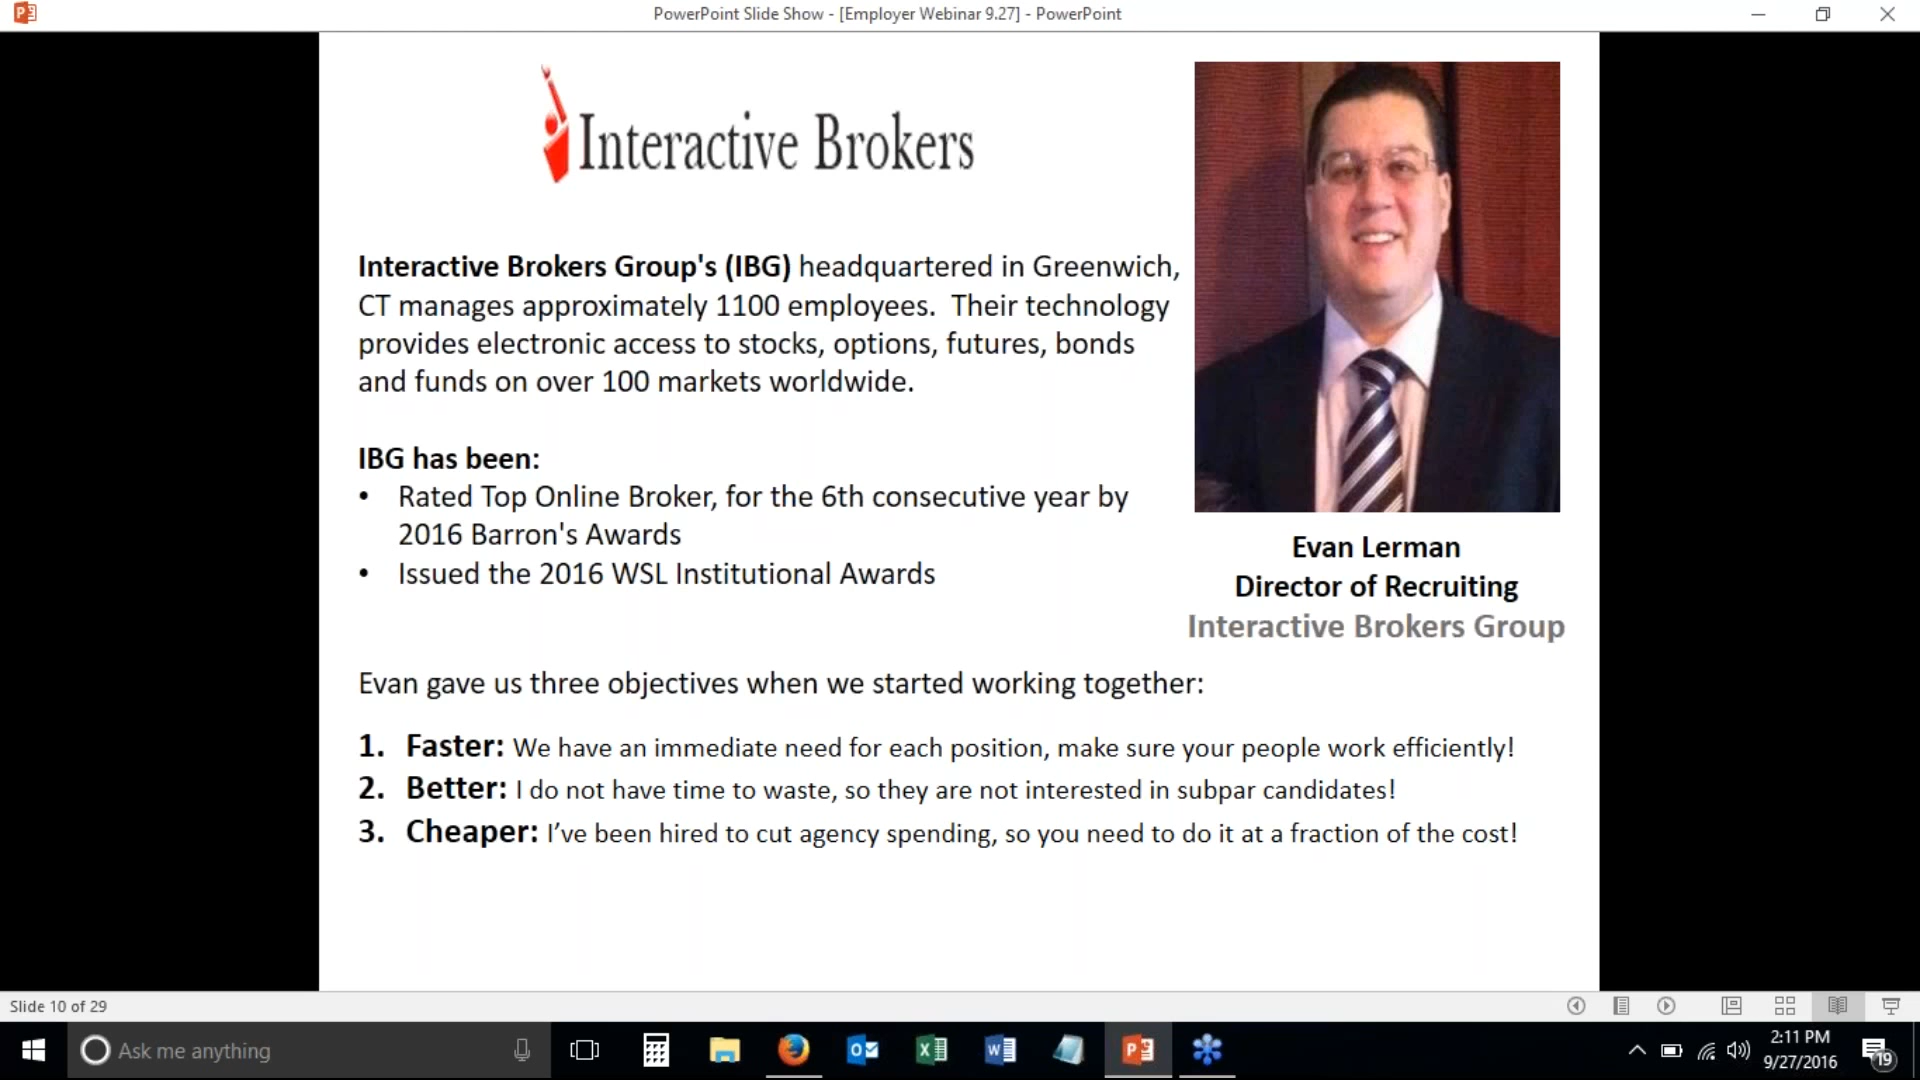 PowerPoint Slide Show - [Employer Webinar 9.27] - PowerPoint
Interactive Brokers
Interactive Brokers Group's (IBG) headquartered in Greenwich,
CT manages approximately 1100 employees.  Their technology
provides electronic access to stocks, options, futures, bonds
and funds on over 100 markets worldwide.
IBG has been:
• Rated Top Online Broker, for the 6th consecutive year by
2016 Barron's Awards
• Issued the 2016 WSL Institutional Awards
Evan Lerman
Director of Recruiting
Interactive Brokers Group
Evan gave us three objectives when we started working together:
1. Faster: We have an immediate need for each position, make sure your people work efficiently!
2. Better: I do not have time to waste, so they are not interested in subpar candidates!
3. Cheaper: I’ve been hired to cut agency spending, so you need to do it at a fraction of the cost!
Slide 10 of 29
Ask me anything
2:11 PM
9/27/2016
19